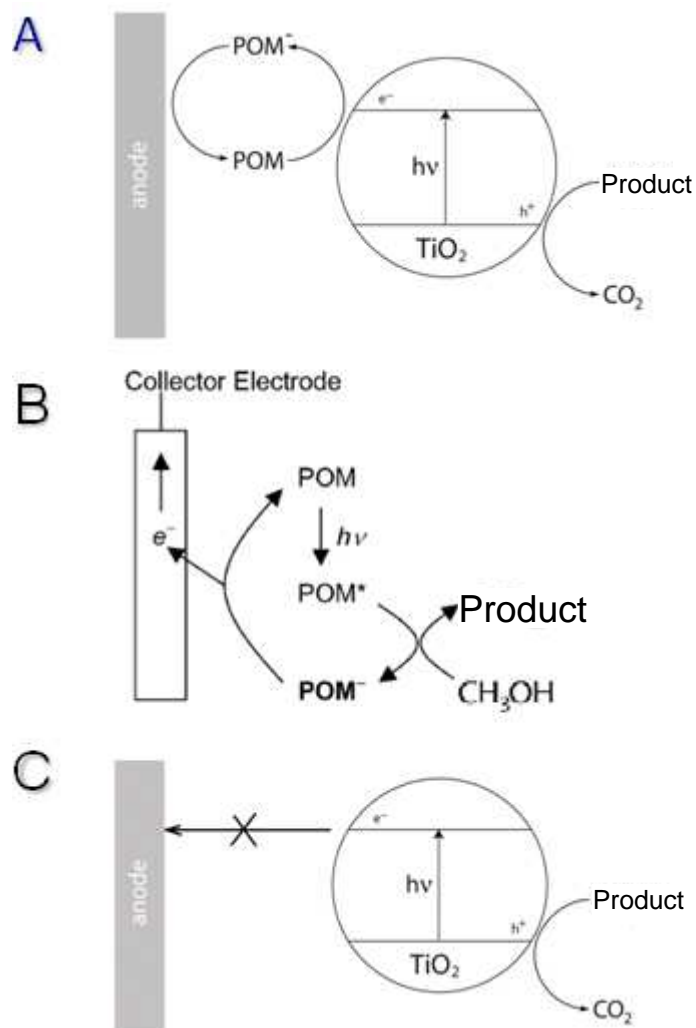 A
anode
POM⁻
POM
e⁻
hν
h⁺
TiO₂
Product
CO₂
B
Collector Electrode
e⁻
POM
hν
POM*
Product
POM⁻
CH₃OH
C
anode
e⁻
hν
h⁺
TiO₂
Product
CO₂